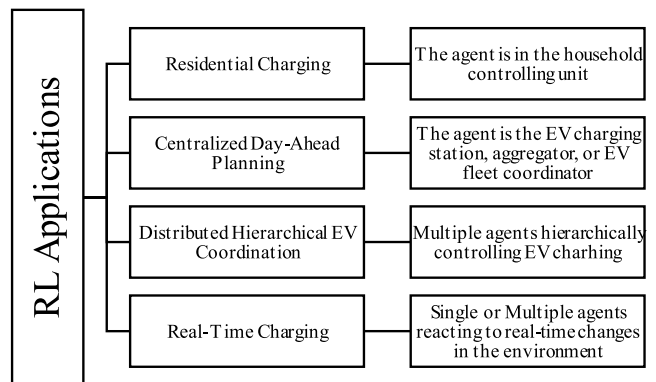 RL Applications
Residential Charging
The agent is in the household
controlling unit
Centralized Day-Ahead
Planning
The agent is the EV charging
station, aggregator, or EV
fleet coordinator
Distributed Hierarchical EV
Coordination
Multiple agents hierarchically
controlling EV charhing
Real-Time Charging
Single or Multiple agents
reacting to real-time changes
in the environment